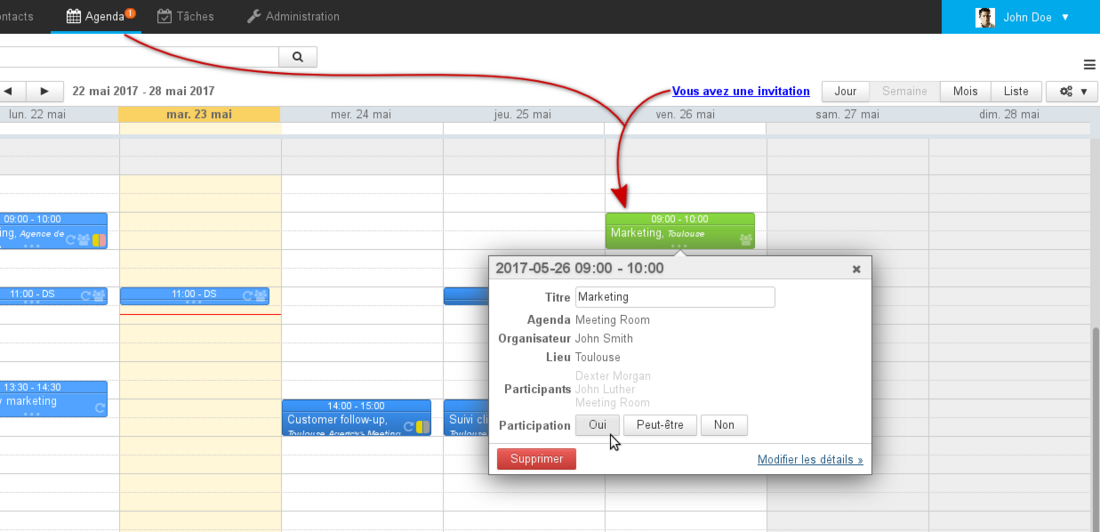 ontacts Agenda 1 Tâches Administration John Doe
22 mai 2017 - 28 mai 2017 Vous avez une invitation Jour Semaine Mois Liste
lun. 22 mai mar. 23 mai mer. 24 mai jeu. 25 mai ven. 26 mai sam. 27 mai dim. 28 mai
09:00 - 10:00
ing, Agence de
09:00 - 10:00
Marketing, Toulouse
11:00 - DS
11:00 - DS
13:30 - 14:30
marketing
14:00 - 15:00
Customer follow-up,
Toulouse Agency> Meeting
Suivi cli
Toulous
2017-05-26 09:00 - 10:00
Titre Marketing
Agenda Meeting Room
Organisateur John Smith
Lieu Toulouse
Participants
Dexter Morgan
John Luther
Meeting Room
Participation Oui Peut-être Non
Supprimer Modifier les détails »